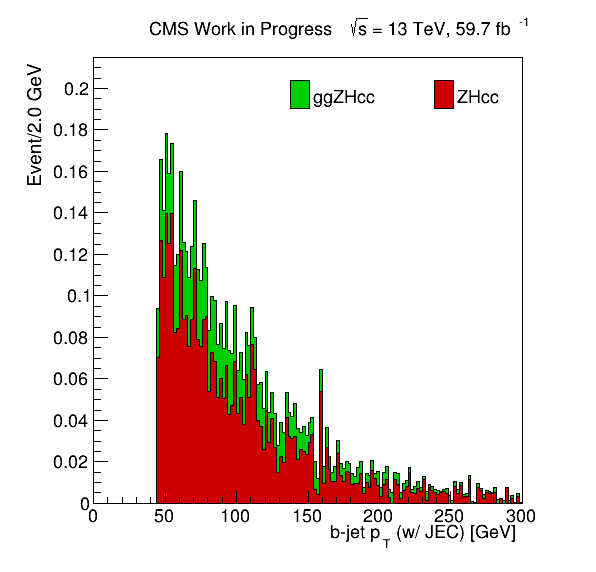 CMS Work in Progress √s = 13 TeV, 59.7 fb⁻¹
Event/2.0 GeV
ggZHcc ZHcc
0.2
0.18
0.16
0.14
0.12
0.1
0.08
0.06
0.04
0.02
0
0 50 100 150 200 250 300
b-jet p_T (w/ JEC) [GeV]